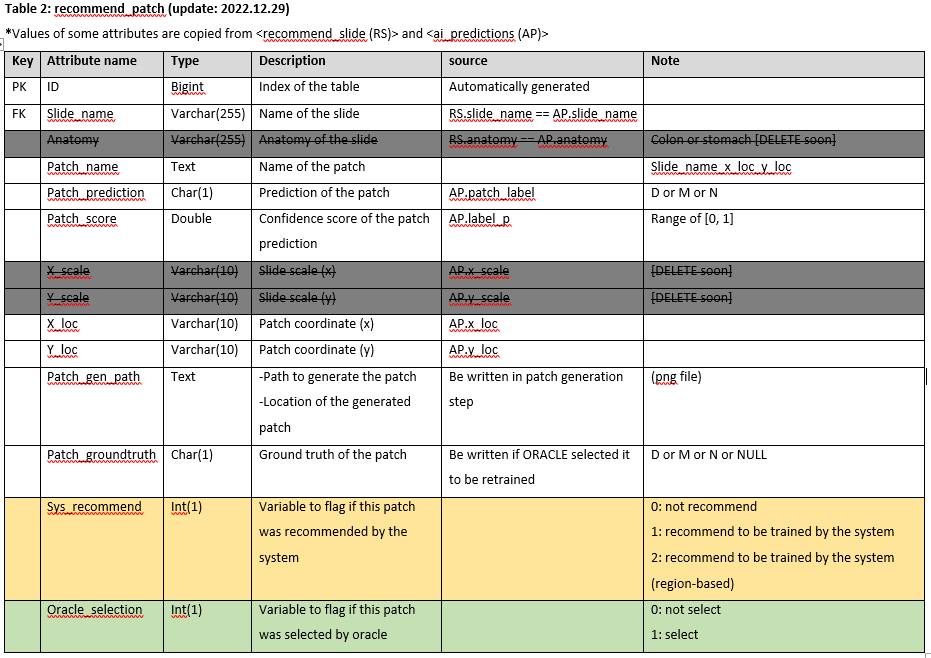 Table 2: recommend_patch (update: 2022.12.29)
*Values of some attributes are copied from <recommend_slide (RS)> and <ai_predictions (AP)>
Key Attribute name Type Description source Note
PK ID Bigint Index of the table Automatically generated
FK Slide_name Varchar(255) Name of the slide RS.slide_name == AP.slide_name
Anatomy Varchar(255) Anatomy of the slide RS.anatomy == AP.anatomy Colon or stomach [DELETE soon]
Patch_name Text Name of the patch Slide_name_x_loc_y_loc
Patch_prediction Char(1) Prediction of the patch AP.patch_label D or M or N
Patch_score Double Confidence score of the patch AP.label_p Range of [0, 1]
prediction
X_scale Varchar(10) Slide scale (x) AP.x_scale [DELETE soon]
Y_scale Varchar(10) Slide scale (y) AP.y_scale [DELETE soon]
X_loc Varchar(10) Patch coordinate (x) AP.x_loc
Y_loc Varchar(10) Patch coordinate (y) AP.y_loc
Patch_gen_path Text -Path to generate the patch Be written in patch generation (png file)
-Location of the generated step
patch
Patch_groundtruth Char(1) Ground truth of the patch Be written if ORACLE selected it D or M or N or NULL
to be retrained
Sys_recommend Int(1) Variable to flag if this patch 0: not recommend
was recommended by the 1: recommend to be trained by the system
system 2: recommend to be trained by the system
(region-based)
Oracle_selection Int(1) Variable to flag if this patch 0: not select
was selected by oracle 1: select